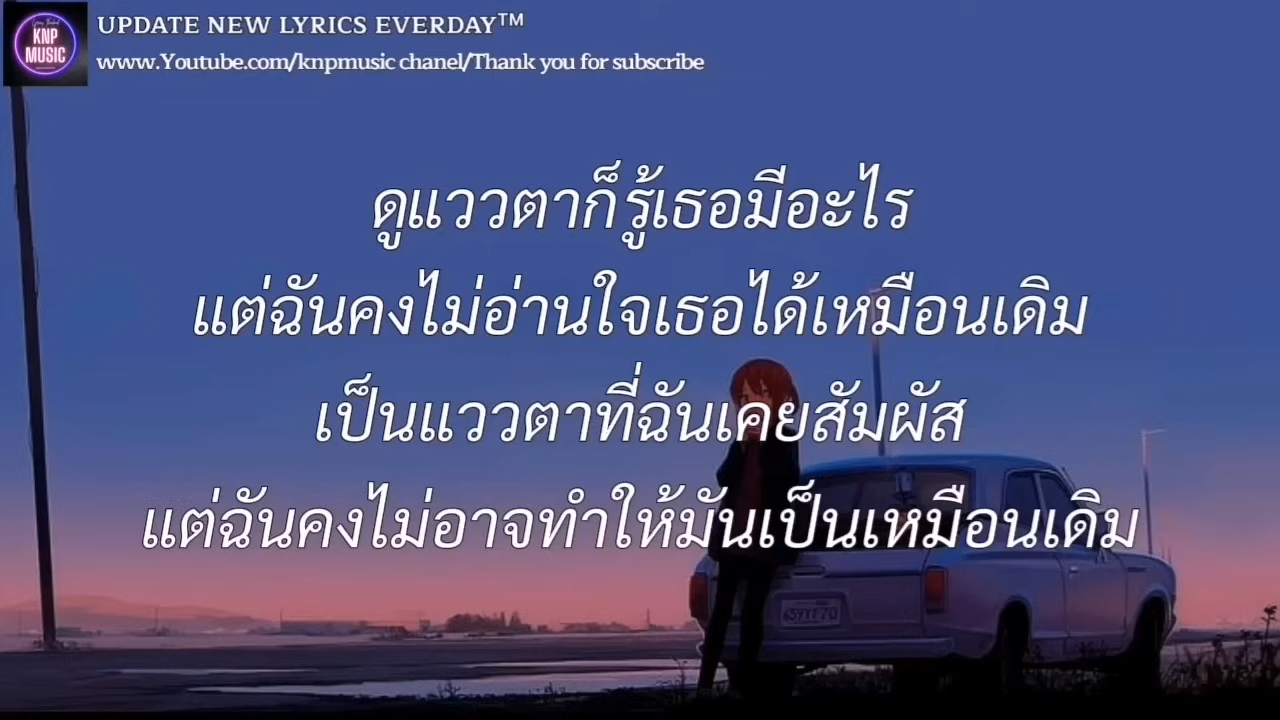 KNP
MUSIC
UPDATE NEW LYRICS EVERDAY™
www.Youtube.com/knpmusic chanel/Thank you for subscribe
ดูแววตาก็รู้เธอมีอะไร
แต่ฉันคงไม่อ่านใจเธอได้เหมือนเดิม
เป็นแววตาที่ฉันเคยสัมผัส
แต่ฉันคงไม่อาจทำให้มันเป็นเหมือนเดิม